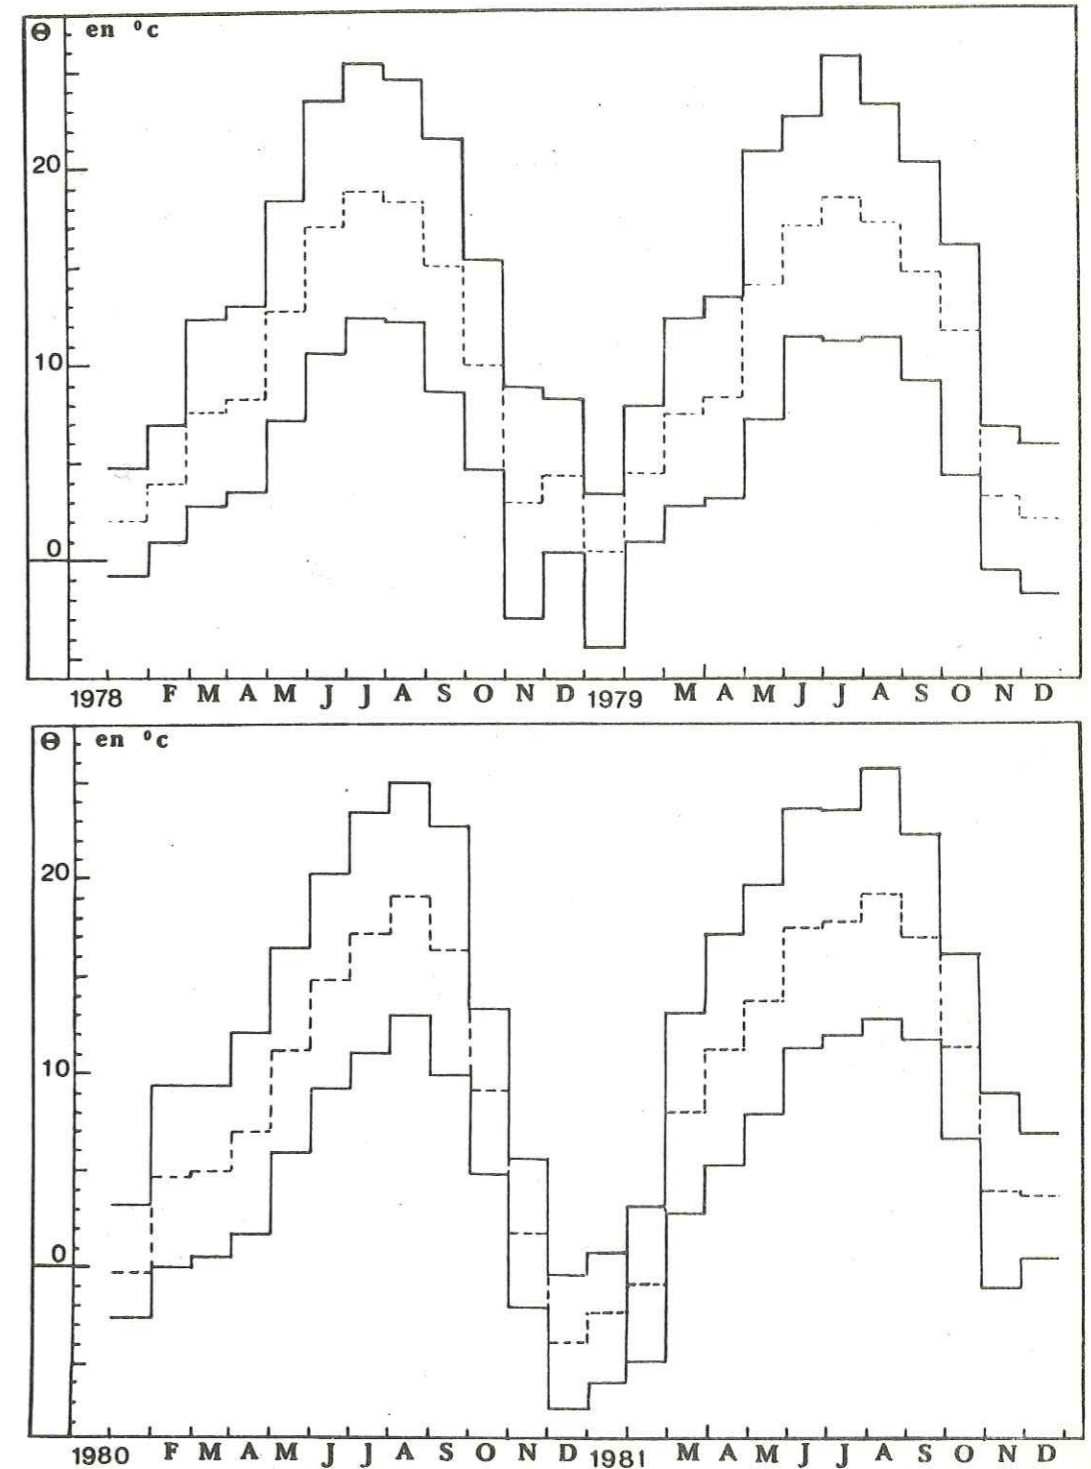 Θ en °c
20
10
0
1978 F M A M J J A S O N D 1979 M A M J J A S O N D
Θ en °c
20
10
0
1980 F M A M J J A S O N D 1981 M A M J J A S O N D